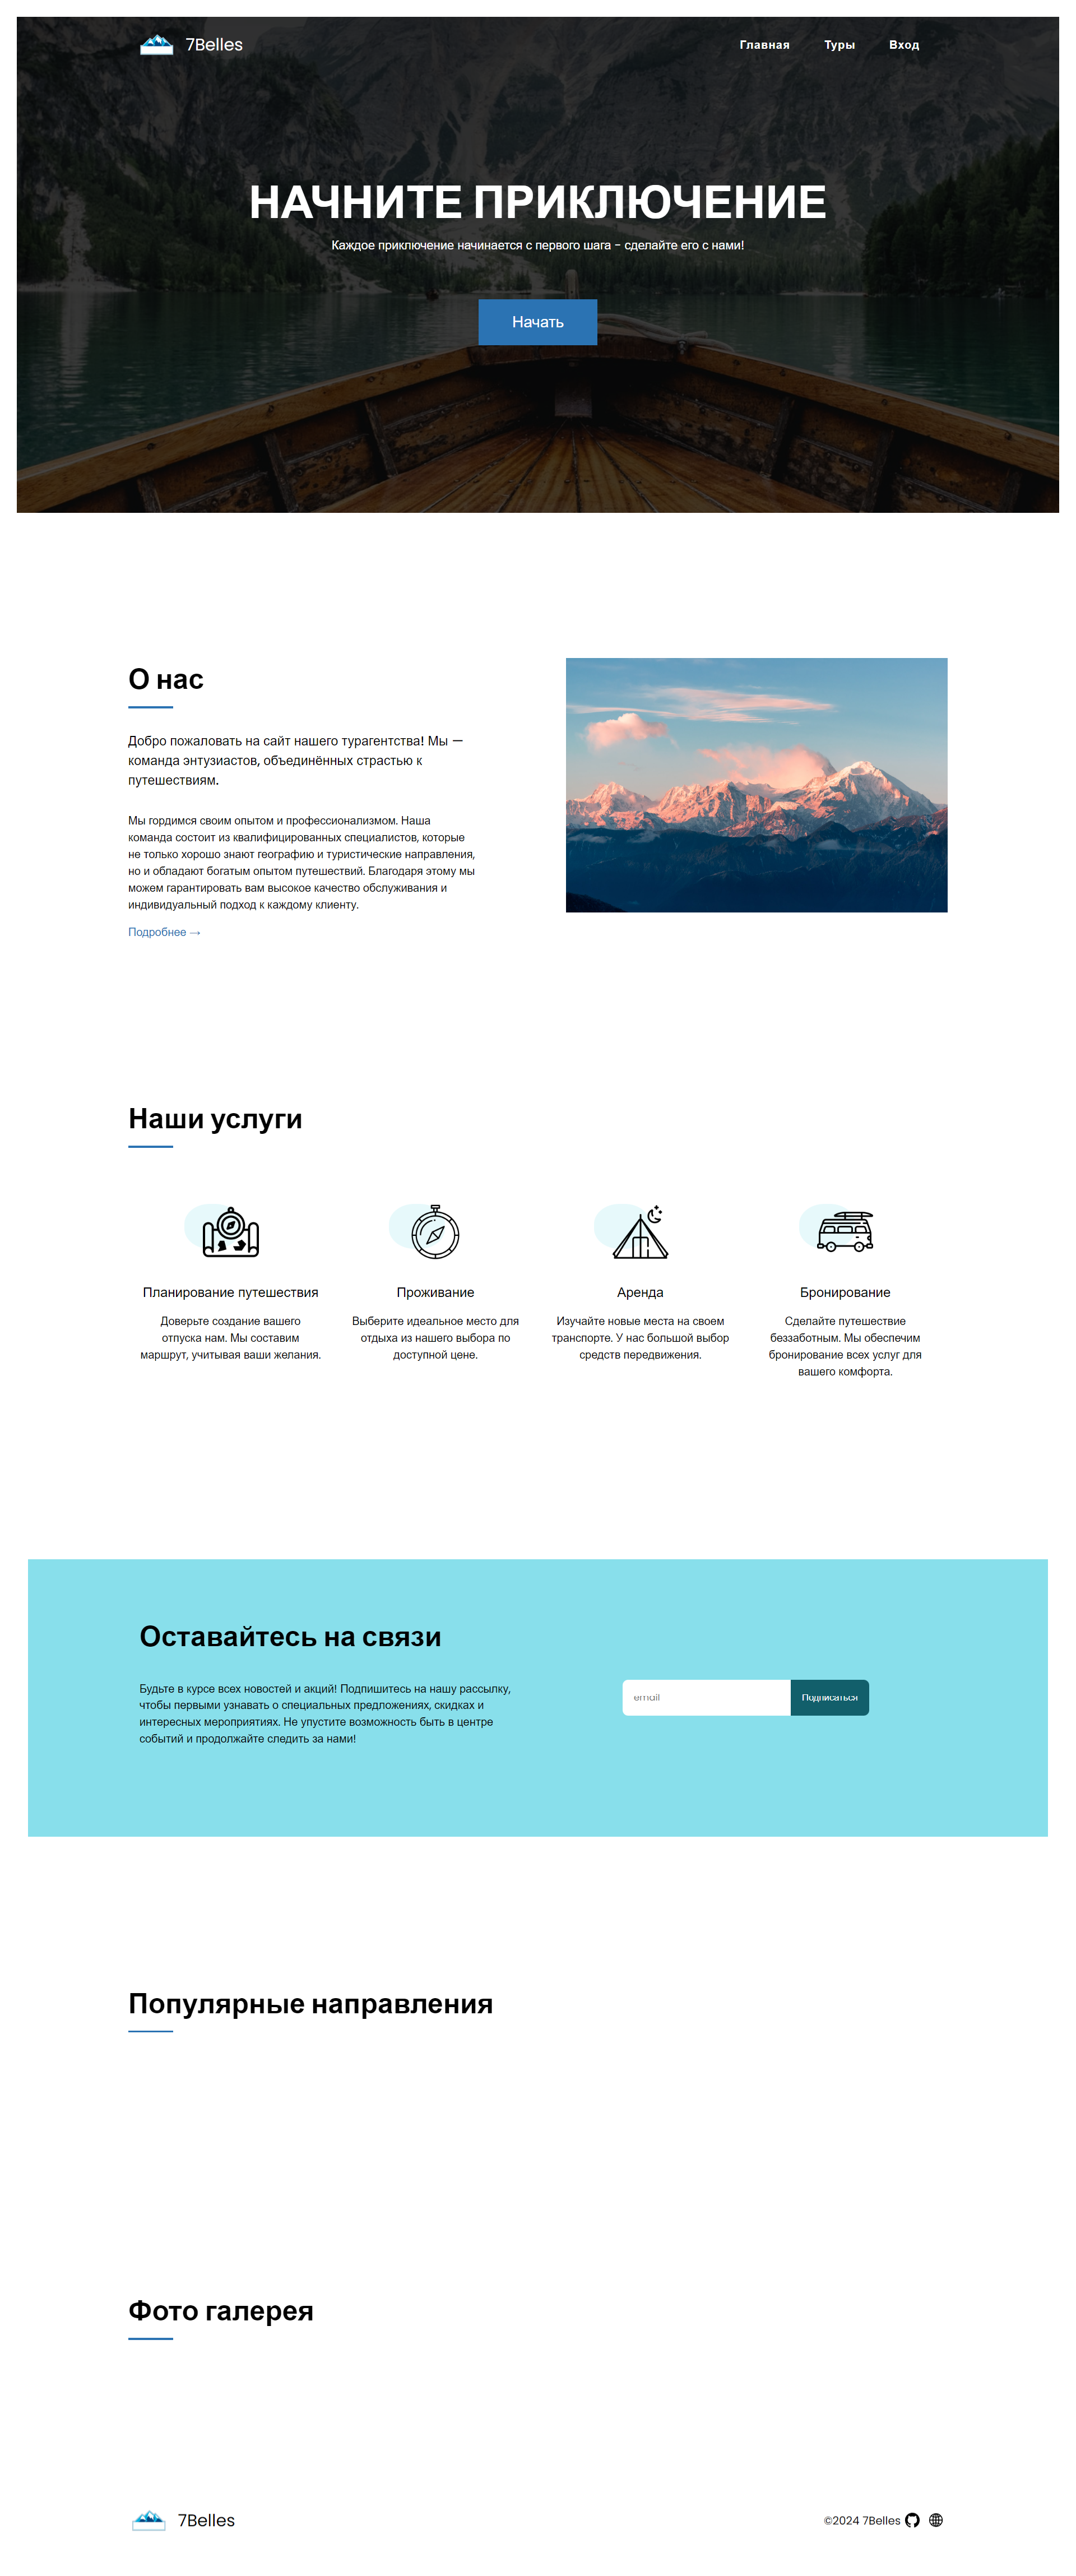 7Belles
Главная Туры Вход
НАЧНИТЕ ПРИКЛЮЧЕНИЕ
Каждое приключение начинается с первого шага – сделайте его с нами!
Начать
О нас
Добро пожаловать на сайт нашего турагентства! Мы —
команда энтузиастов, объединённых страстью к
путешествиям.
Мы гордимся своим опытом и профессионализмом. Наша
команда состоит из квалифицированных специалистов, которые
не только хорошо знают географию и туристические направления,
но и обладают богатым опытом путешествий. Благодаря этому мы
можем гарантировать вам высокое качество обслуживания и
индивидуальный подход к каждому клиенту.
Подробнее →
Наши услуги
Планирование путешествия
Доверьте создание вашего
отпуска нам. Мы составим
маршрут, учитывая ваши желания.
Проживание
Выберите идеальное место для
отдыха из нашего выбора по
доступной цене.
Аренда
Изучайте новые места на своем
транспорте. У нас большой выбор
средств передвижения.
Бронирование
Сделайте путешествие
беззаботным. Мы обеспечим
бронирование всех услуг для
вашего комфорта.
Оставайтесь на связи
Будьте в курсе всех новостей и акций! Подпишитесь на нашу рассылку,
чтобы первыми узнавать о специальных предложениях, скидках и
интересных мероприятиях. Не упустите возможность быть в центре
событий и продолжайте следить за нами!
email
Подписаться
Популярные направления
Фото галерея
7Belles
©2024 7Belles